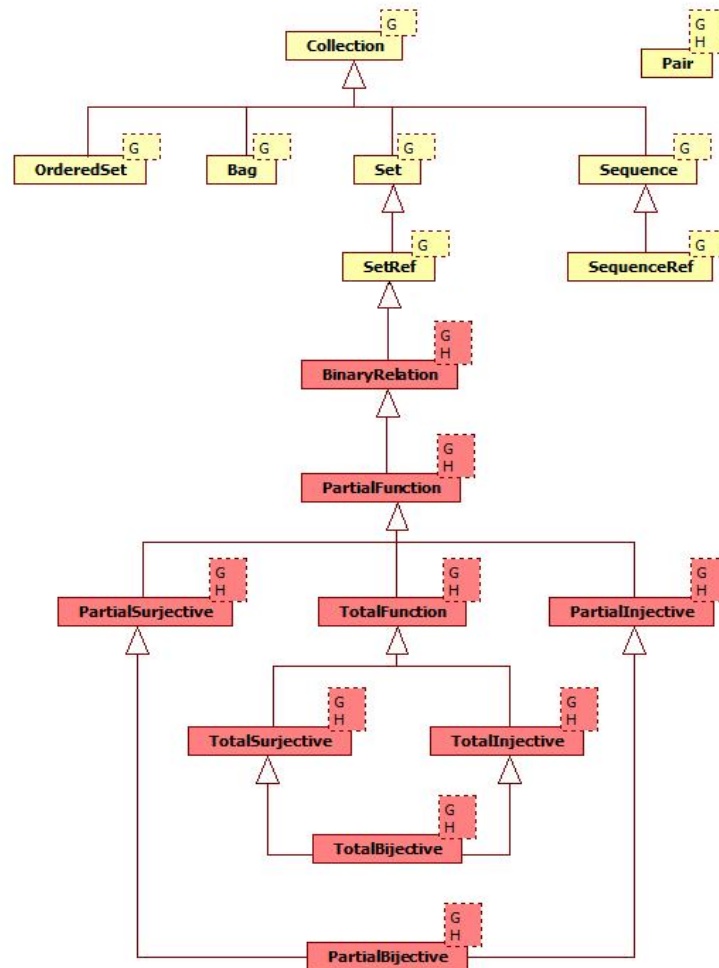 G
Collection
G
H
Pair
G
OrderedSet
G
Bag
G
Set
G
Sequence
G
SetRef
G
SequenceRef
G
H
BinaryRelation
G
H
PartialFunction
G
H
PartialSurjective
G
H
TotalFunction
G
H
PartialInjective
G
H
TotalSurjective
G
H
TotalInjective
G
H
TotalBijective
G
H
PartialBijective